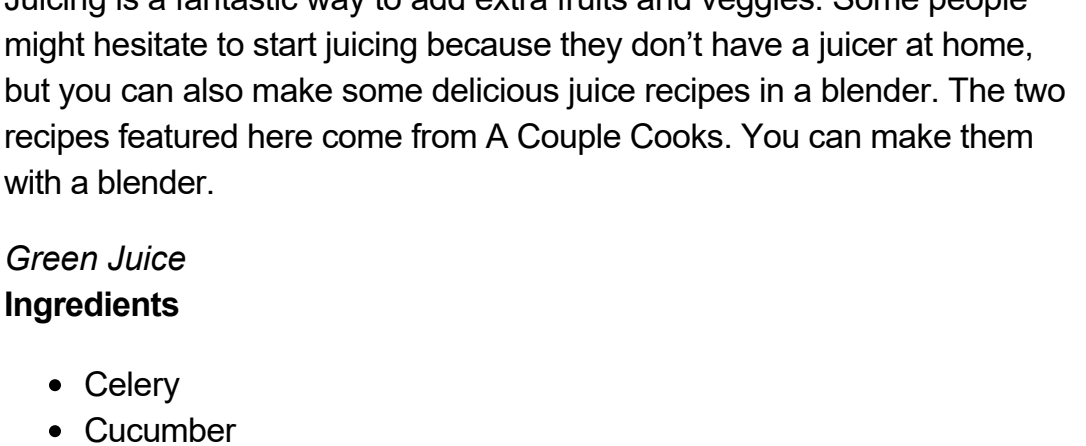 Juicing is a fantastic way to add extra fruits and veggies. Some people
might hesitate to start juicing because they don’t have a juicer at home,
but you can also make some delicious juice recipes in a blender. The two
recipes featured here come from A Couple Cooks. You can make them
with a blender.
Green Juice
Ingredients
• Celery
• Cucumber